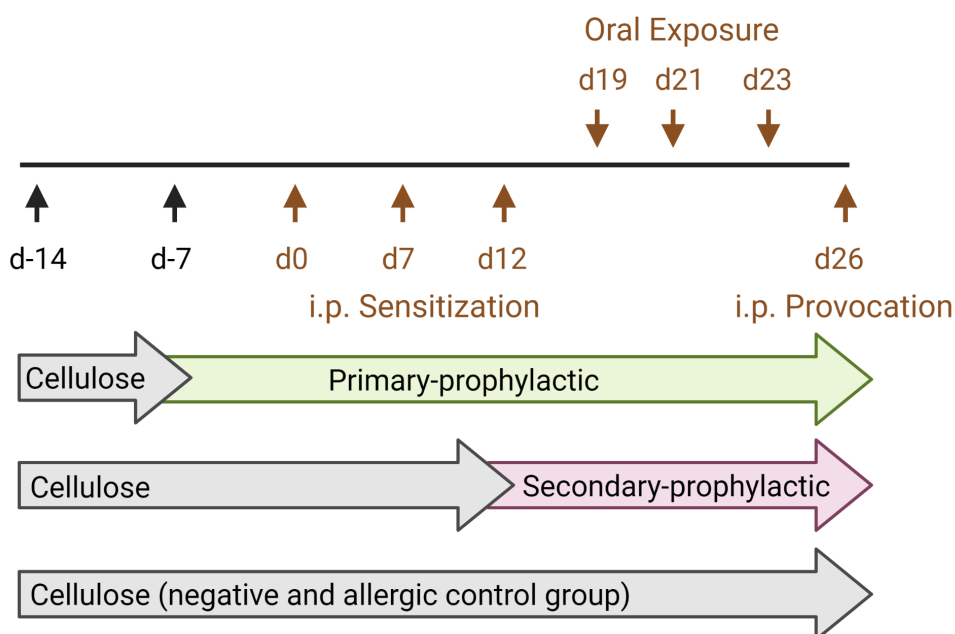 Oral Exposure
d19 d21 d23
d-14 d-7 d0 d7 d12 d26
i.p. Sensitization i.p. Provocation
Cellulose Primary-prophylactic
Cellulose Secondary-prophylactic
Cellulose (negative and allergic control group)